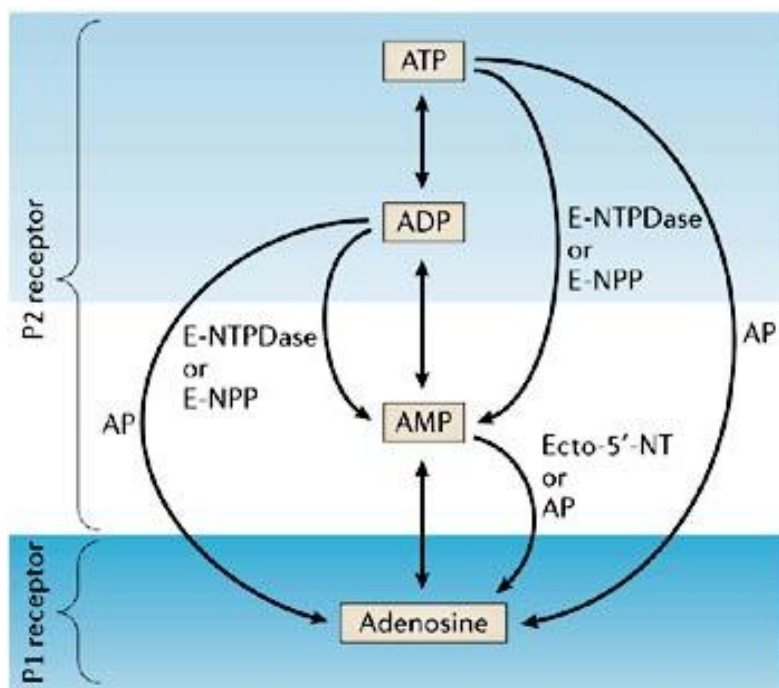 ATP
ADP
E-NTPDase
or
E-NPP
P2 receptor
E-NTPDase
or
E-NPP
AP
AP
AMP
Ecto-5′-NT
or
AP
Adenosine
P1 receptor